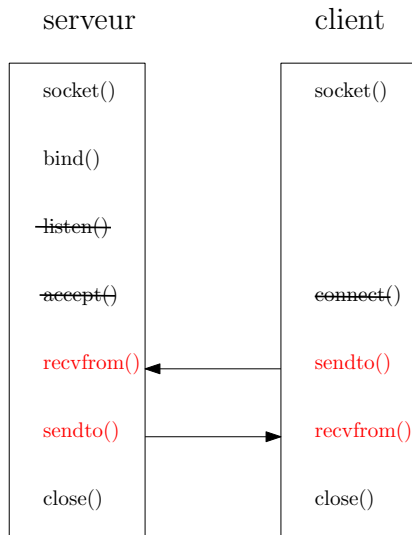 serveur client
socket() socket()
bind()
listen()
accept() connect()
recvfrom() sendto()
sendto() recvfrom()
close() close()